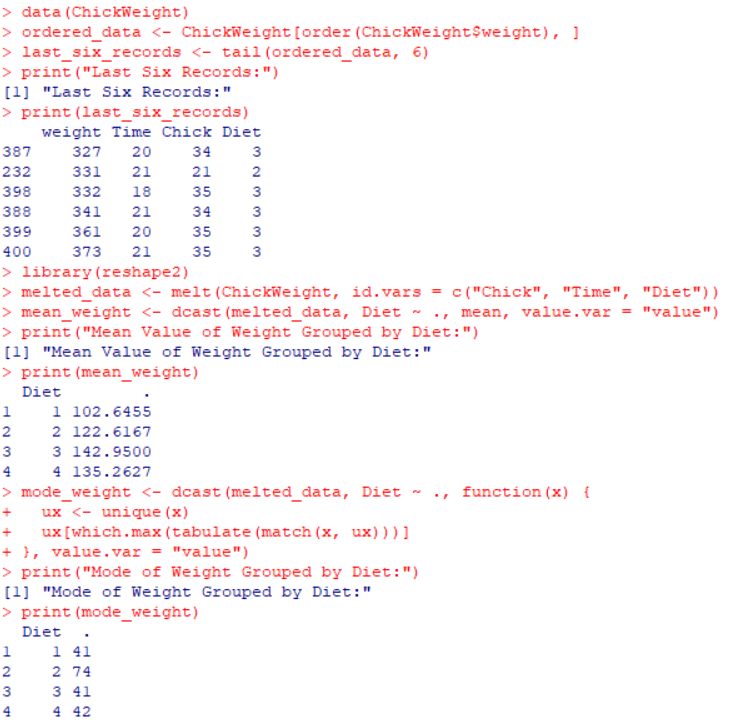 > data(ChickWeight)
> ordered_data <- ChickWeight[order(ChickWeight$weight), ]
> last_six_records <- tail(ordered_data, 6)
> print("Last Six Records:")
[1] "Last Six Records:"
> print(last_six_records)
    weight Time Chick Diet
387    327   20    34    3
232    331   21    21    2
398    332   18    35    3
388    341   21    34    3
399    361   20    35    3
400    373   21    35    3
> library(reshape2)
> melted_data <- melt(ChickWeight, id.vars = c("Chick", "Time", "Diet"))
> mean_weight <- dcast(melted_data, Diet ~ ., mean, value.var = "value")
> print("Mean Value of Weight Grouped by Diet:")
[1] "Mean Value of Weight Grouped by Diet:"
> print(mean_weight)
  Diet        .
1    1 102.6455
2    2 122.6167
3    3 142.9500
4    4 135.2627
> mode_weight <- dcast(melted_data, Diet ~ ., function(x) {
+   ux <- unique(x)
+   ux[which.max(tabulate(match(x, ux)))]
+ }, value.var = "value")
> print("Mode of Weight Grouped by Diet:")
[1] "Mode of Weight Grouped by Diet:"
> print(mode_weight)
  Diet  .
1    1 41
2    2 74
3    3 41
4    4 42